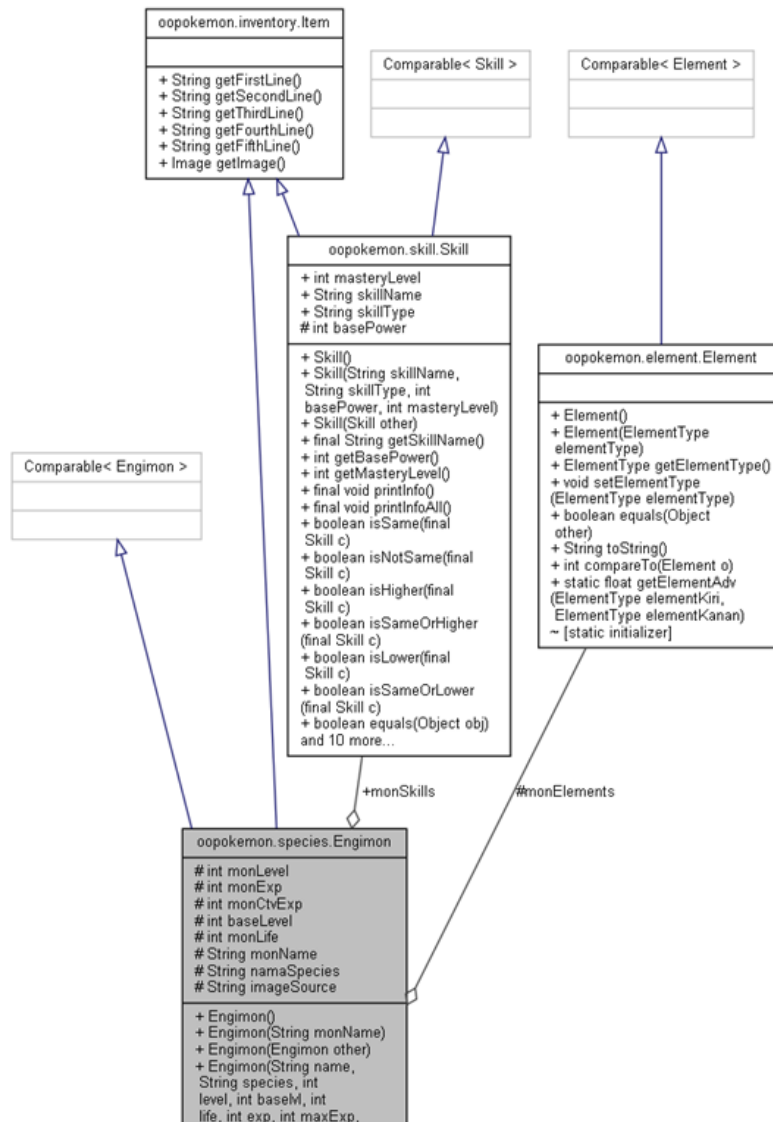 oopokemon.inventory.Item
+ String getFirstLine()
+ String getSecondLine()
+ String getThirdLine()
+ String getFourthLine()
+ String getFifthLine()
+ Image getImage()
Comparable< Skill >
Comparable< Element >
oopokemon.skill.Skill
+ int masteryLevel
+ String skillName
+ String skillType
# int basePower
+ Skill()
+ Skill(String skillName,
String skillType, int
basePower, int masteryLevel)
+ Skill(Skill other)
+ final String getSkillName()
+ int getBasePower()
+ int getMasteryLevel()
+ final void printInfo()
+ final void printInfoAll()
+ boolean isSame(final
Skill c)
+ boolean isNotSame(final
Skill c)
+ boolean isHigher(final
Skill c)
+ boolean isSameOrHigher
(final Skill c)
+ boolean isLower(final
Skill c)
+ boolean isSameOrLower
(final Skill c)
+ boolean equals(Object obj)
and 10 more...
oopokemon.element.Element
+ Element()
+ Element(ElementType
elementType)
+ ElementType getElementType()
+ void setElementType
(ElementType elementType)
+ boolean equals(Object
other)
+ String toString()
+ int compareTo(Element o)
+ static float getElementAdv
(ElementType elementKiri,
ElementType elementKanan)
~ [static initializer]
Comparable< Engimon >
+monSkills
#monElements
oopokemon.species.Engimon
# int monLevel
# int monExp
# int monCtvExp
# int baseLevel
# int monLife
# String monName
# String namaSpecies
# String imageSource
+ Engimon()
+ Engimon(String monName)
+ Engimon(Engimon other)
+ Engimon(String name,
String species, int
level, int baselvl, int
life, int exp, int maxExp,